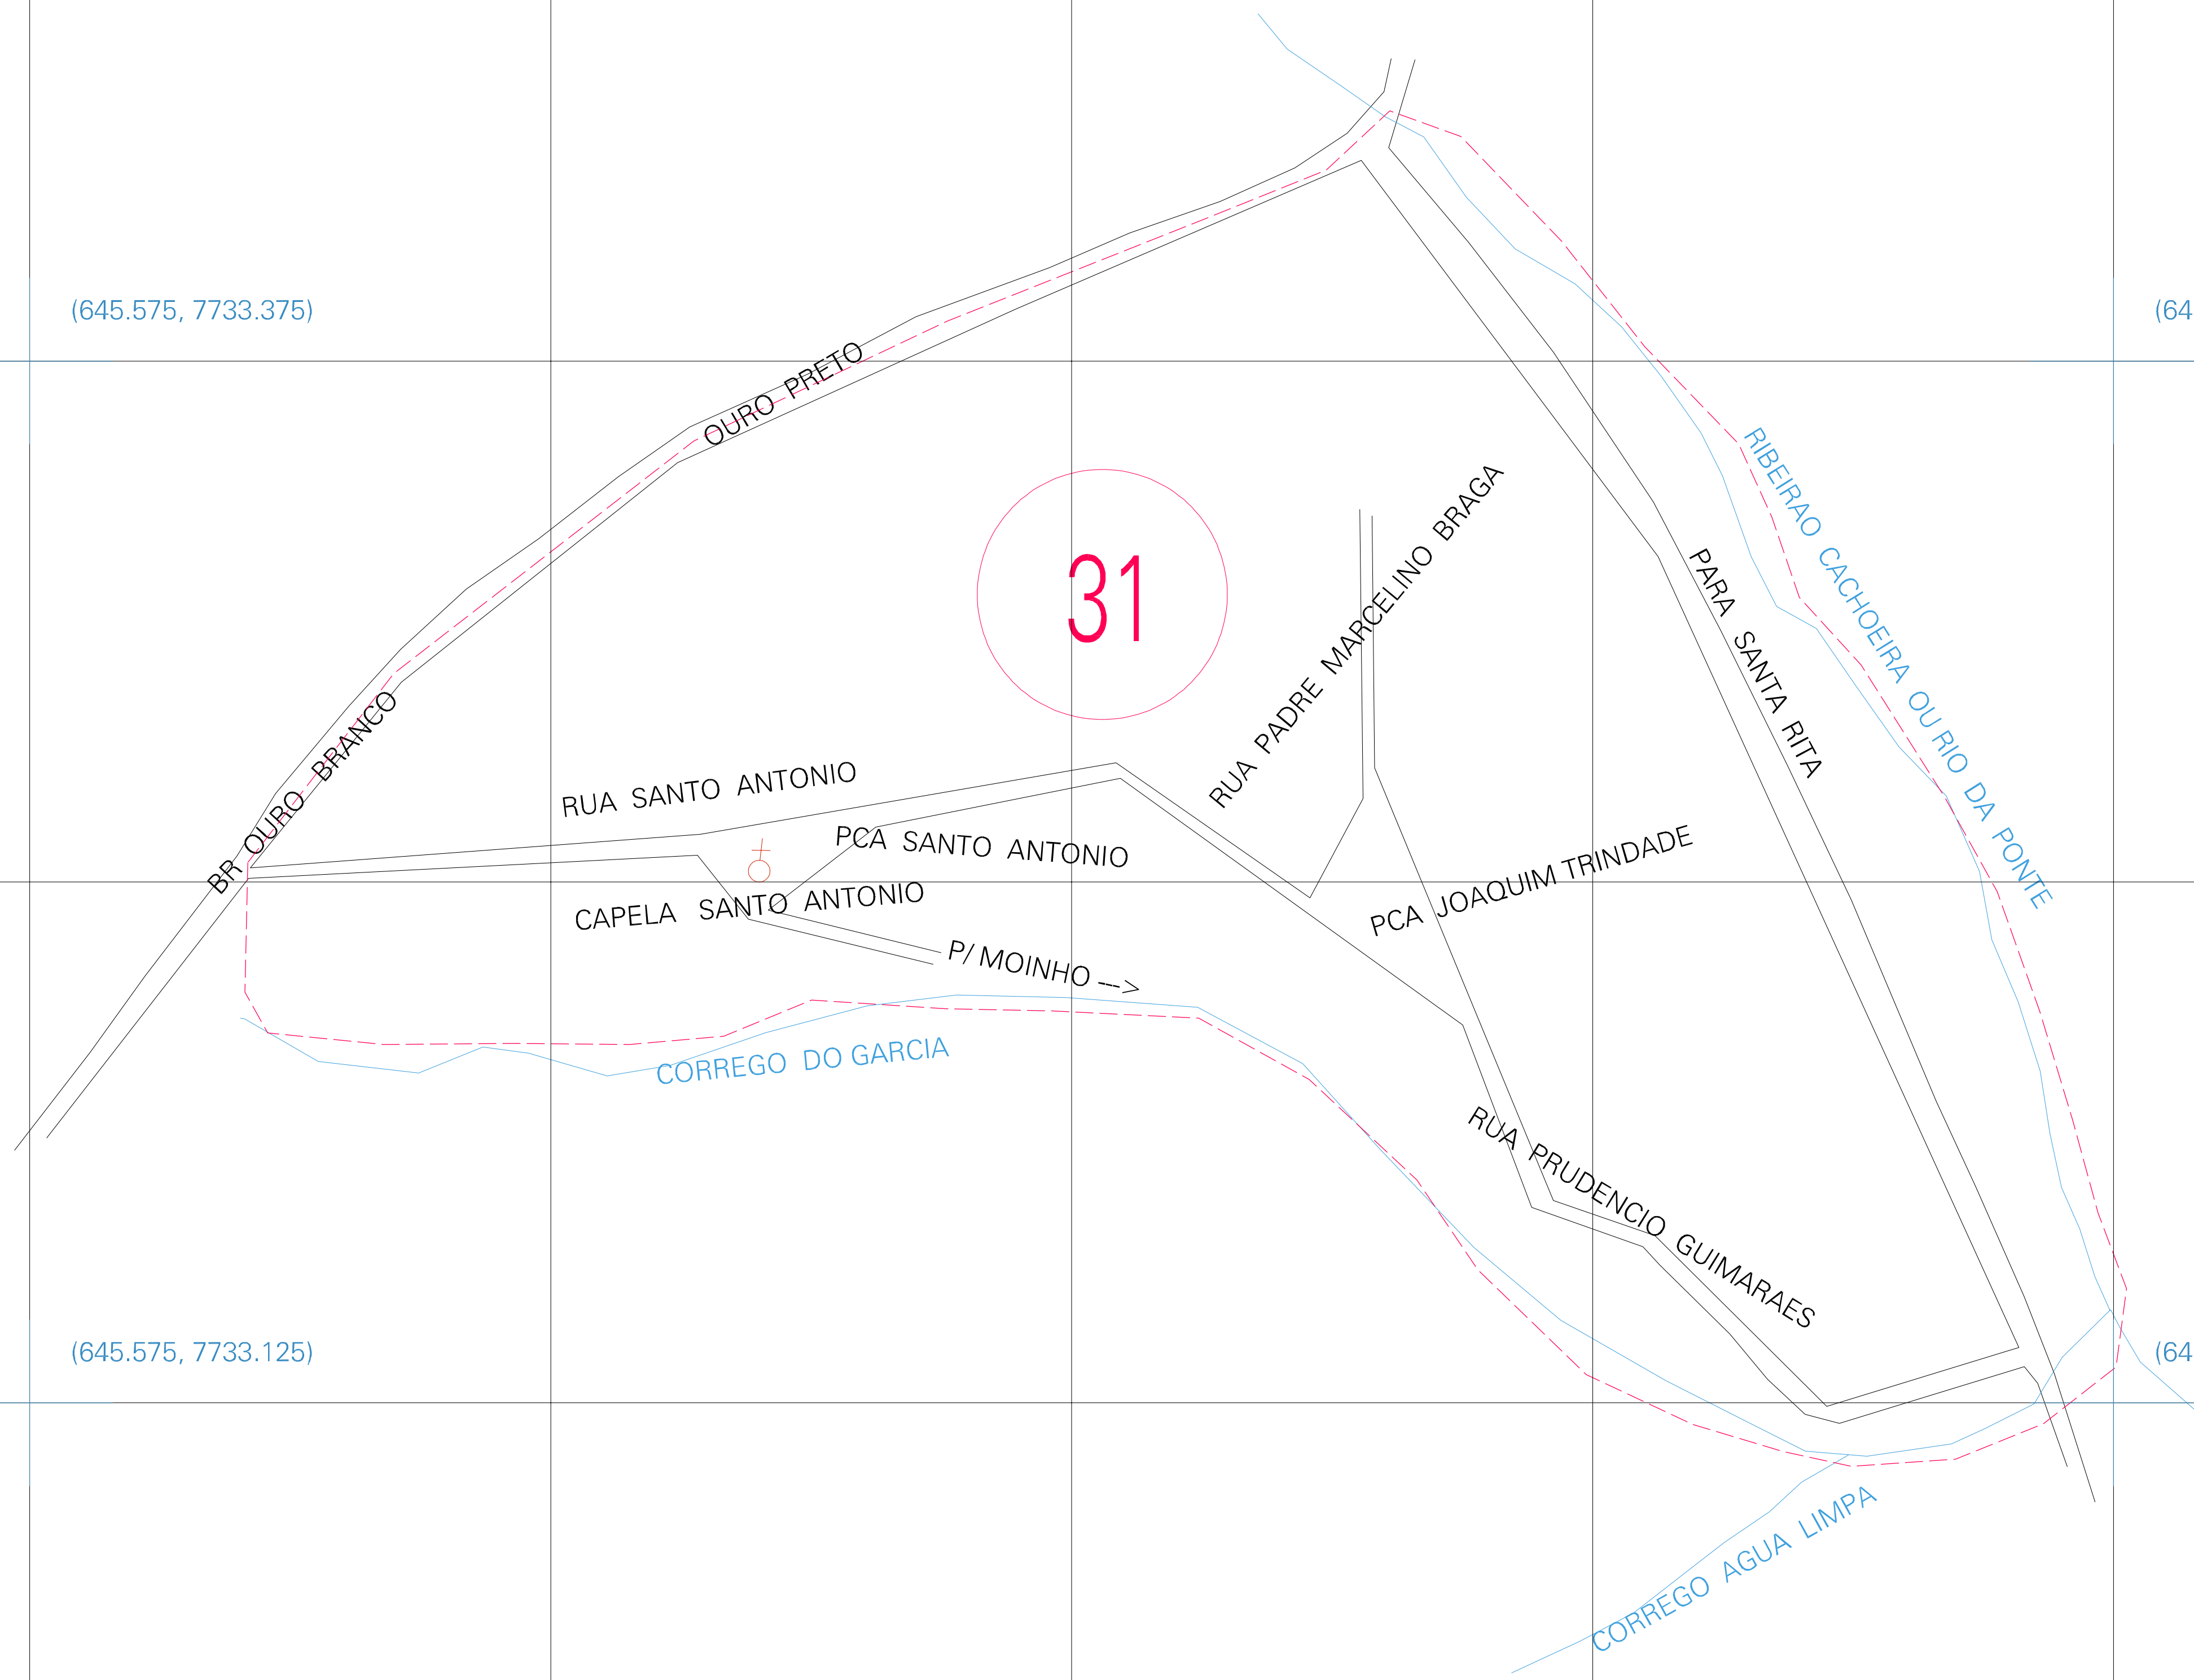 (645.575, 7733.375)
(64
OURO PRETO
RIBEIRAO CACHOEIRA OU RIO DA PONTE
RUA PADRE MARCELINO BRAGA
31
PARA SANTA RITA
BR OURO BRANCO
RUA SANTO ANTONIO
PCA SANTO ANTONIO
PCA JOAQUIM TRINDADE
CAPELA SANTO ANTONIO
P/ MOINHO --->
CORREGO DO GARCIA
RUA PRUDENCIO GUIMARAES
(645.575, 7733.125)
(64
CORREGO AGUA LIMPA